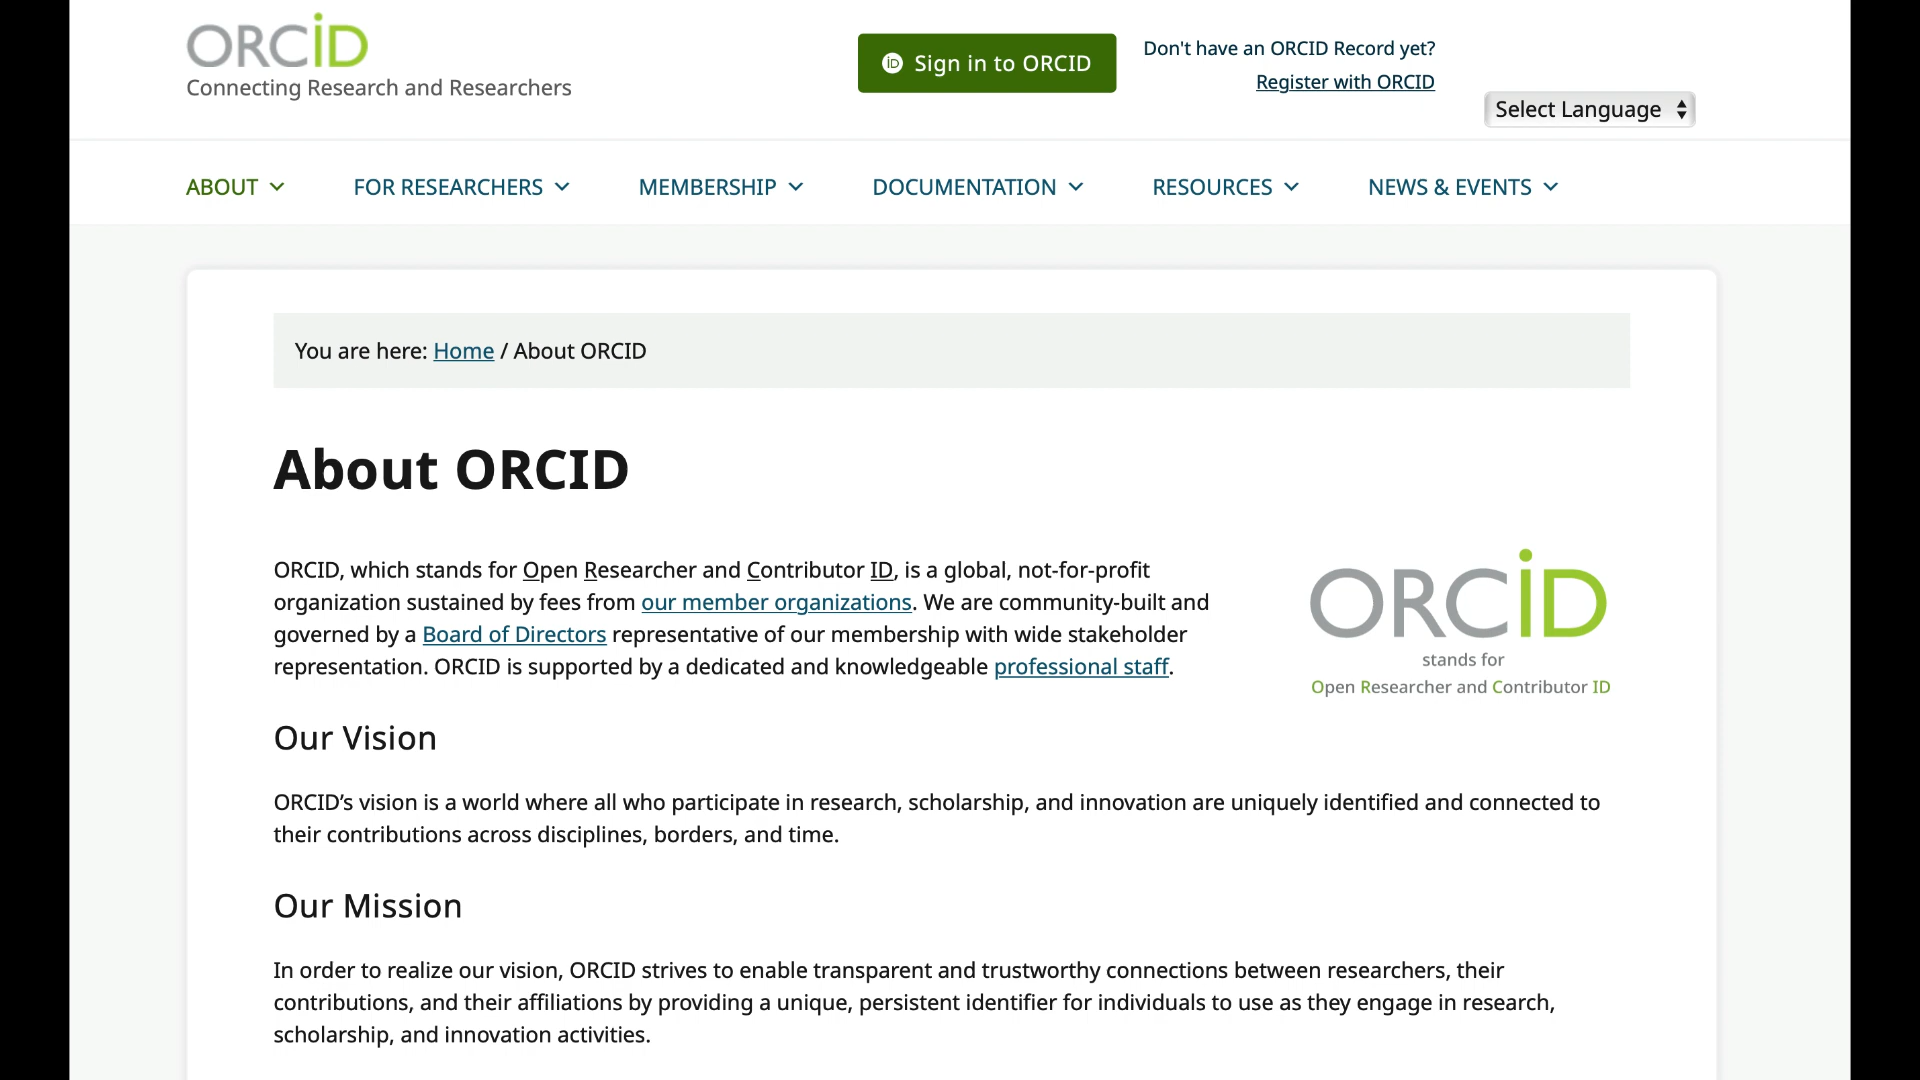 ORCID
Connecting Research and Researchers
iD Sign in to ORCID
Don't have an ORCID Record yet?
Register with ORCID
Select Language
ABOUT
FOR RESEARCHERS
MEMBERSHIP
DOCUMENTATION
RESOURCES
NEWS & EVENTS
You are here: Home / About ORCID
About ORCID
ORCID, which stands for Open Researcher and Contributor ID, is a global, not-for-profit
organization sustained by fees from our member organizations. We are community-built and
governed by a Board of Directors representative of our membership with wide stakeholder
representation. ORCID is supported by a dedicated and knowledgeable professional staff.
ORCiD
stands for
Open Researcher and Contributor ID
Our Vision
ORCID’s vision is a world where all who participate in research, scholarship, and innovation are uniquely identified and connected to
their contributions across disciplines, borders, and time.
Our Mission
In order to realize our vision, ORCID strives to enable transparent and trustworthy connections between researchers, their
contributions, and their affiliations by providing a unique, persistent identifier for individuals to use as they engage in research,
scholarship, and innovation activities.